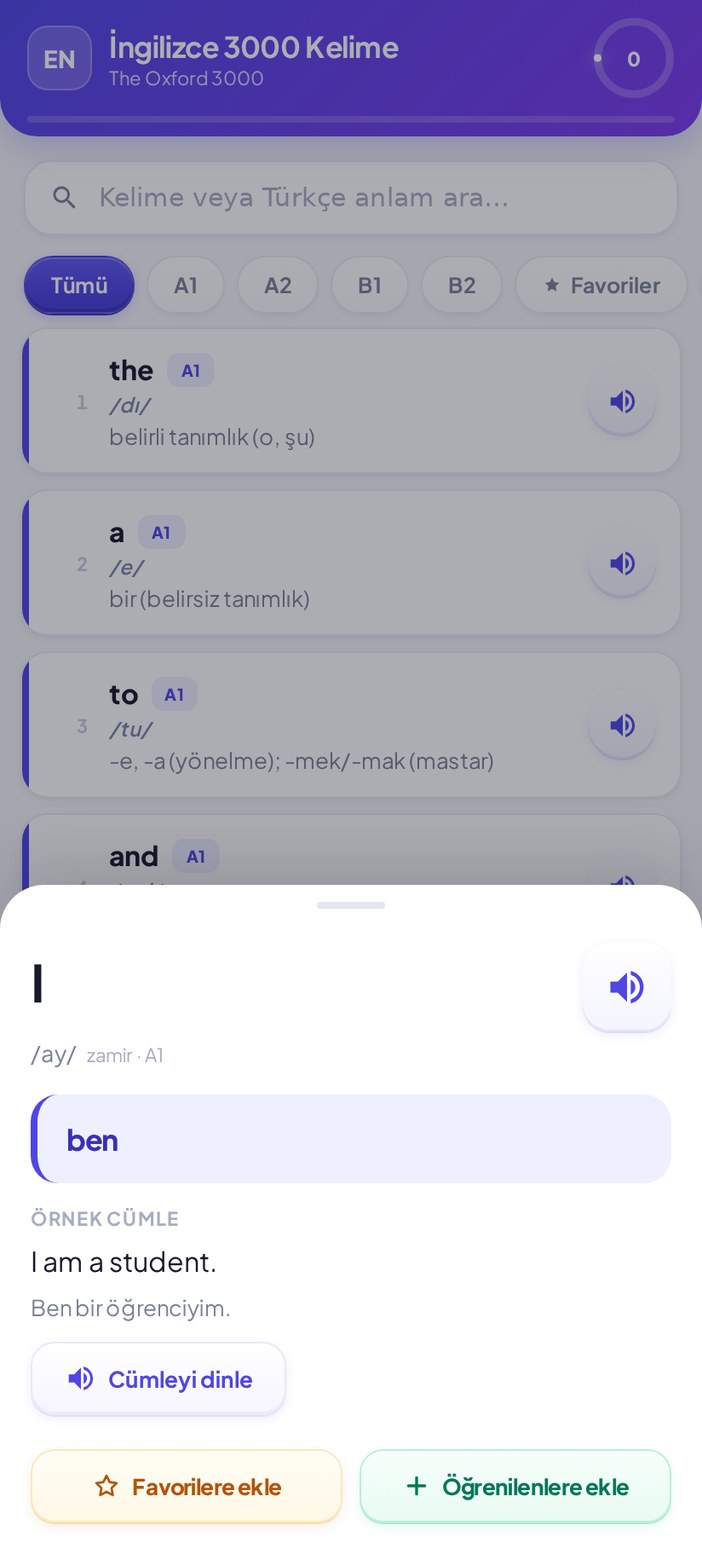 EN
İngilizce 3000 Kelime
The Oxford 3000
0
Kelime veya Türkçe anlam ara...
Tümü A1 A2 B1 B2 ★ Favoriler
the A1
1
/dı/
belirli tanımlık (o, şu)
a A1
2
/e/
bir (belirsiz tanımlık)
to A1
3
/tu/
-e, -a (yönelme); -mek/-mak (mastar)
and A1
I
/ay/ zamir · A1
ben
ÖRNEK CÜMLE
I am a student.
Ben bir öğrenciyim.
Cümleyi dinle
Favorilere ekle
Öğrenilenlere ekle